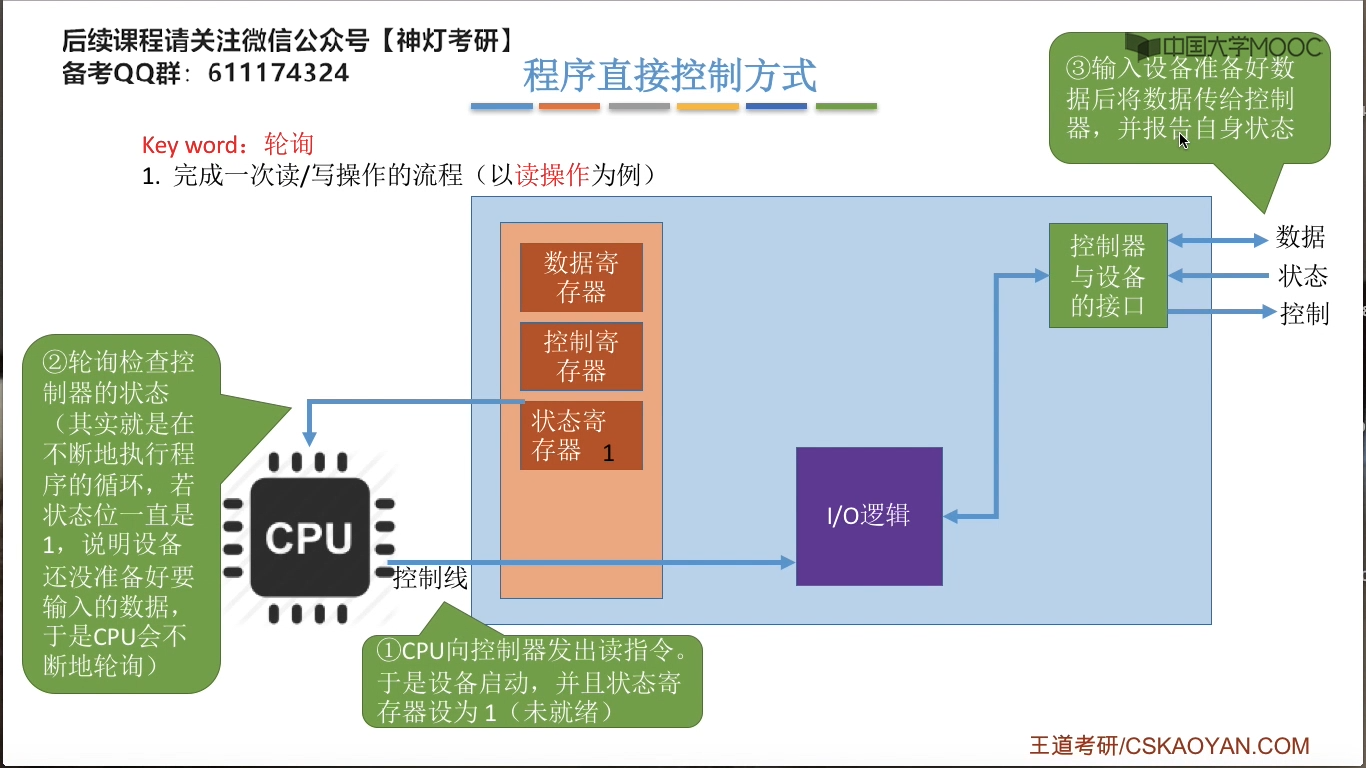 后续课程请关注微信公众号【神灯考研】
备考QQ群：611174324
程序直接控制方式
中国大学MOOC
③输入设备准备好数
据后将数据传给控制
器，并报告自身状态
Key word：轮询
1. 完成一次读/写操作的流程（以读操作为例）
数据寄
存器
控制寄
存器
状态寄
存器 1
控制器
与设备
的接口
数据
状态
控制
I/O逻辑
②轮询检查控
制器的状态
（其实就是在
不断地执行程
序的循环，若
状态位一直是
1，说明设备
还没准备好要
输入的数据，
于是CPU会不
断地轮询）
CPU
控制线
①CPU向控制器发出读指令。
于是设备启动，并且状态寄
存器设为 1（未就绪）
王道考研/CSKAOYAN.COM